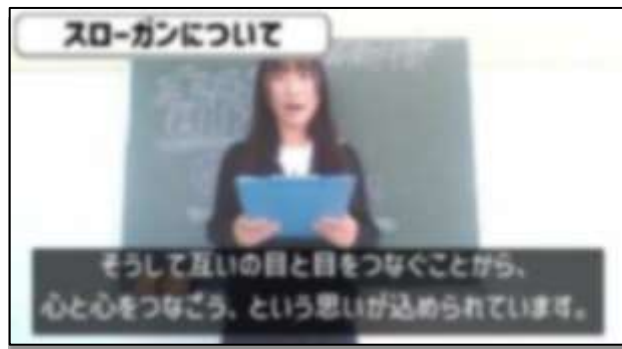 スローガンについて
そうして互いの目と目をつなぐことから、
心と心をつなごう、という思いが込められています。